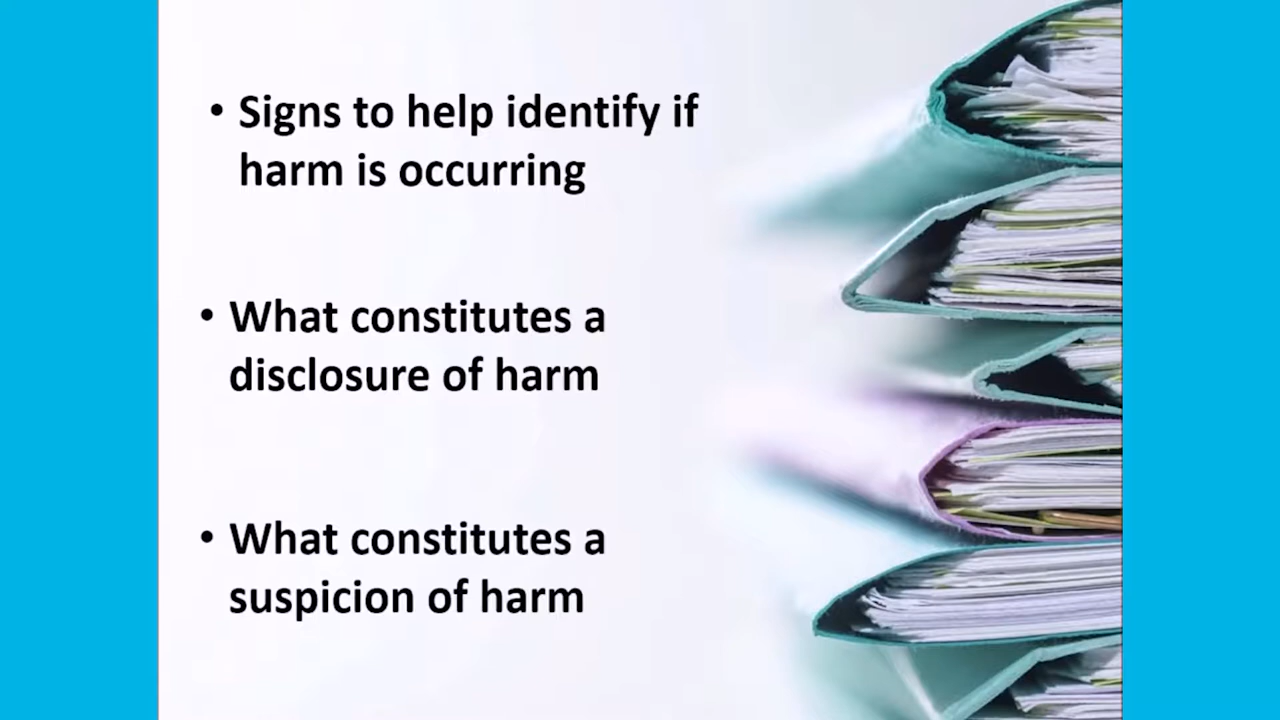 • Signs to help identify if
harm is occurring
• What constitutes a
disclosure of harm
• What constitutes a
suspicion of harm